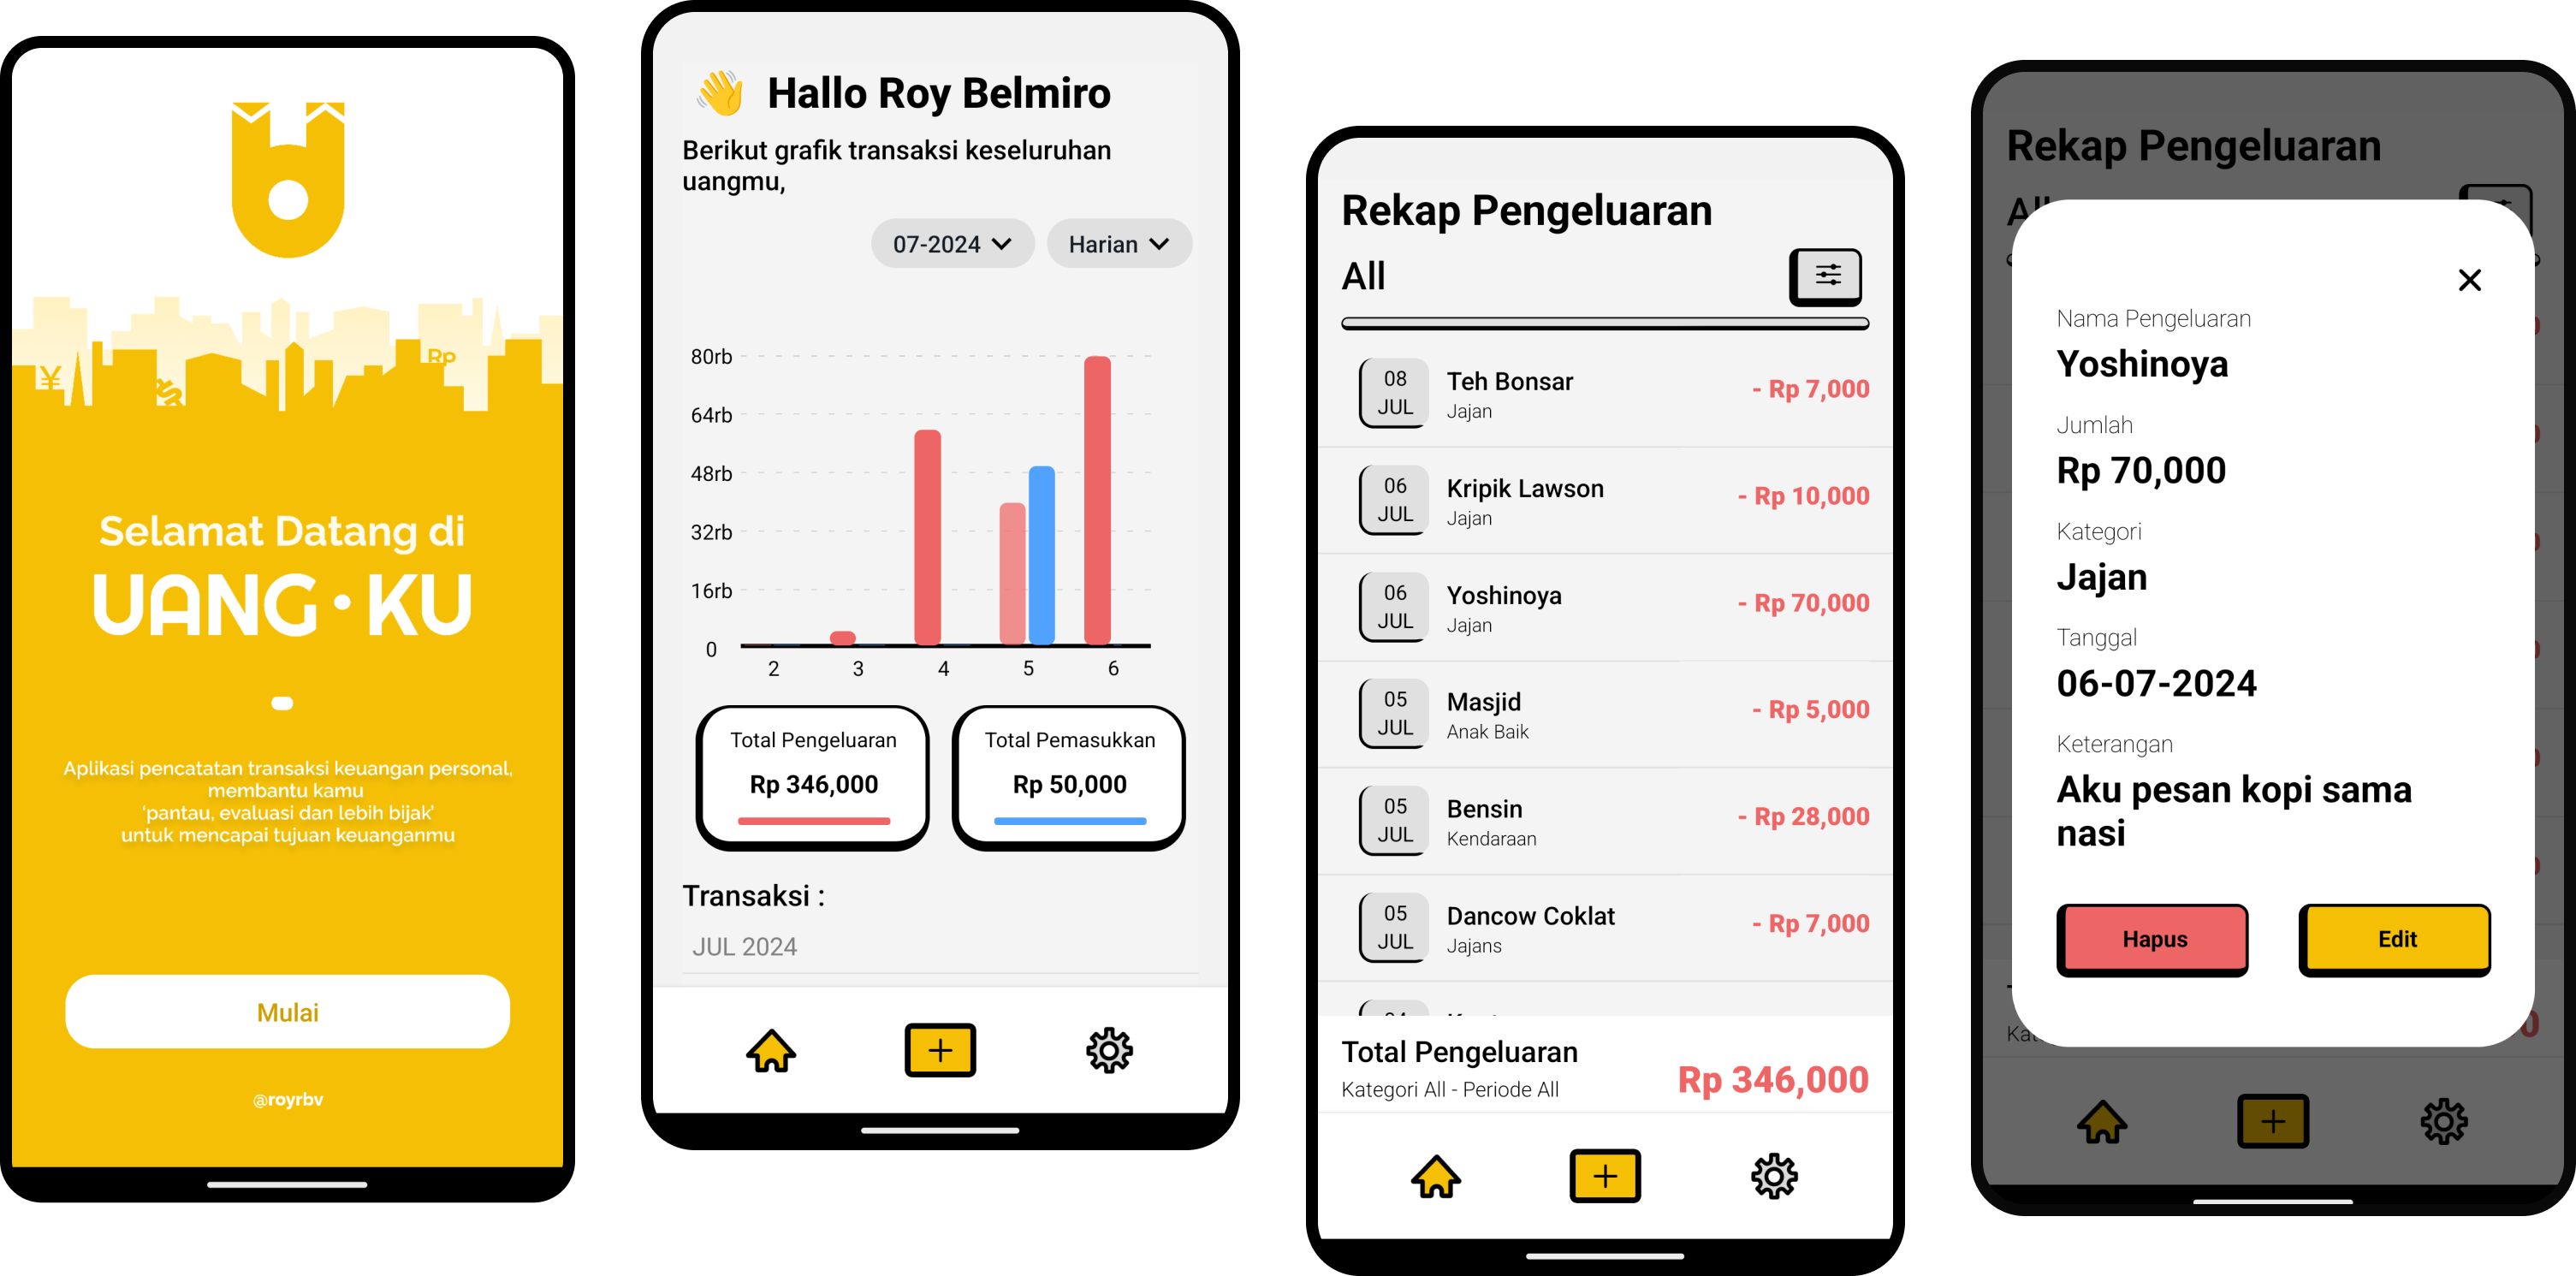 ¥
$
Rp
Selamat Datang di
UANG • KU
Aplikasi pencatatan transaksi keuangan personal,
membantu kamu
'pantau, evaluasi dan lebih bijak'
untuk mencapai tujuan keuanganmu
Mulai
@royrbv
👋 Hallo Roy Belmiro
Berikut grafik transaksi keseluruhan
uangmu,
07-2024
Harian
80rb
64rb
48rb
32rb
16rb
0
2 3 4 5 6
Total Pengeluaran
Rp 346,000
Total Pemasukkan
Rp 50,000
Transaksi :
JUL 2024
+
Rekap Pengeluaran
All
08
JUL
Teh Bonsar
Jajan
- Rp 7,000
06
JUL
Kripik Lawson
Jajan
- Rp 10,000
06
JUL
Yoshinoya
Jajan
- Rp 70,000
05
JUL
Masjid
Anak Baik
- Rp 5,000
05
JUL
Bensin
Kendaraan
- Rp 28,000
05
JUL
Dancow Coklat
Jajans
- Rp 7,000
Total Pengeluaran
Kategori All - Periode All
Rp 346,000
+
Rekap Pengeluaran
All
Nama Pengeluaran
Yoshinoya
Jumlah
Rp 70,000
Kategori
Jajan
Tanggal
06-07-2024
Keterangan
Aku pesan kopi sama
nasi
Hapus
Edit
+